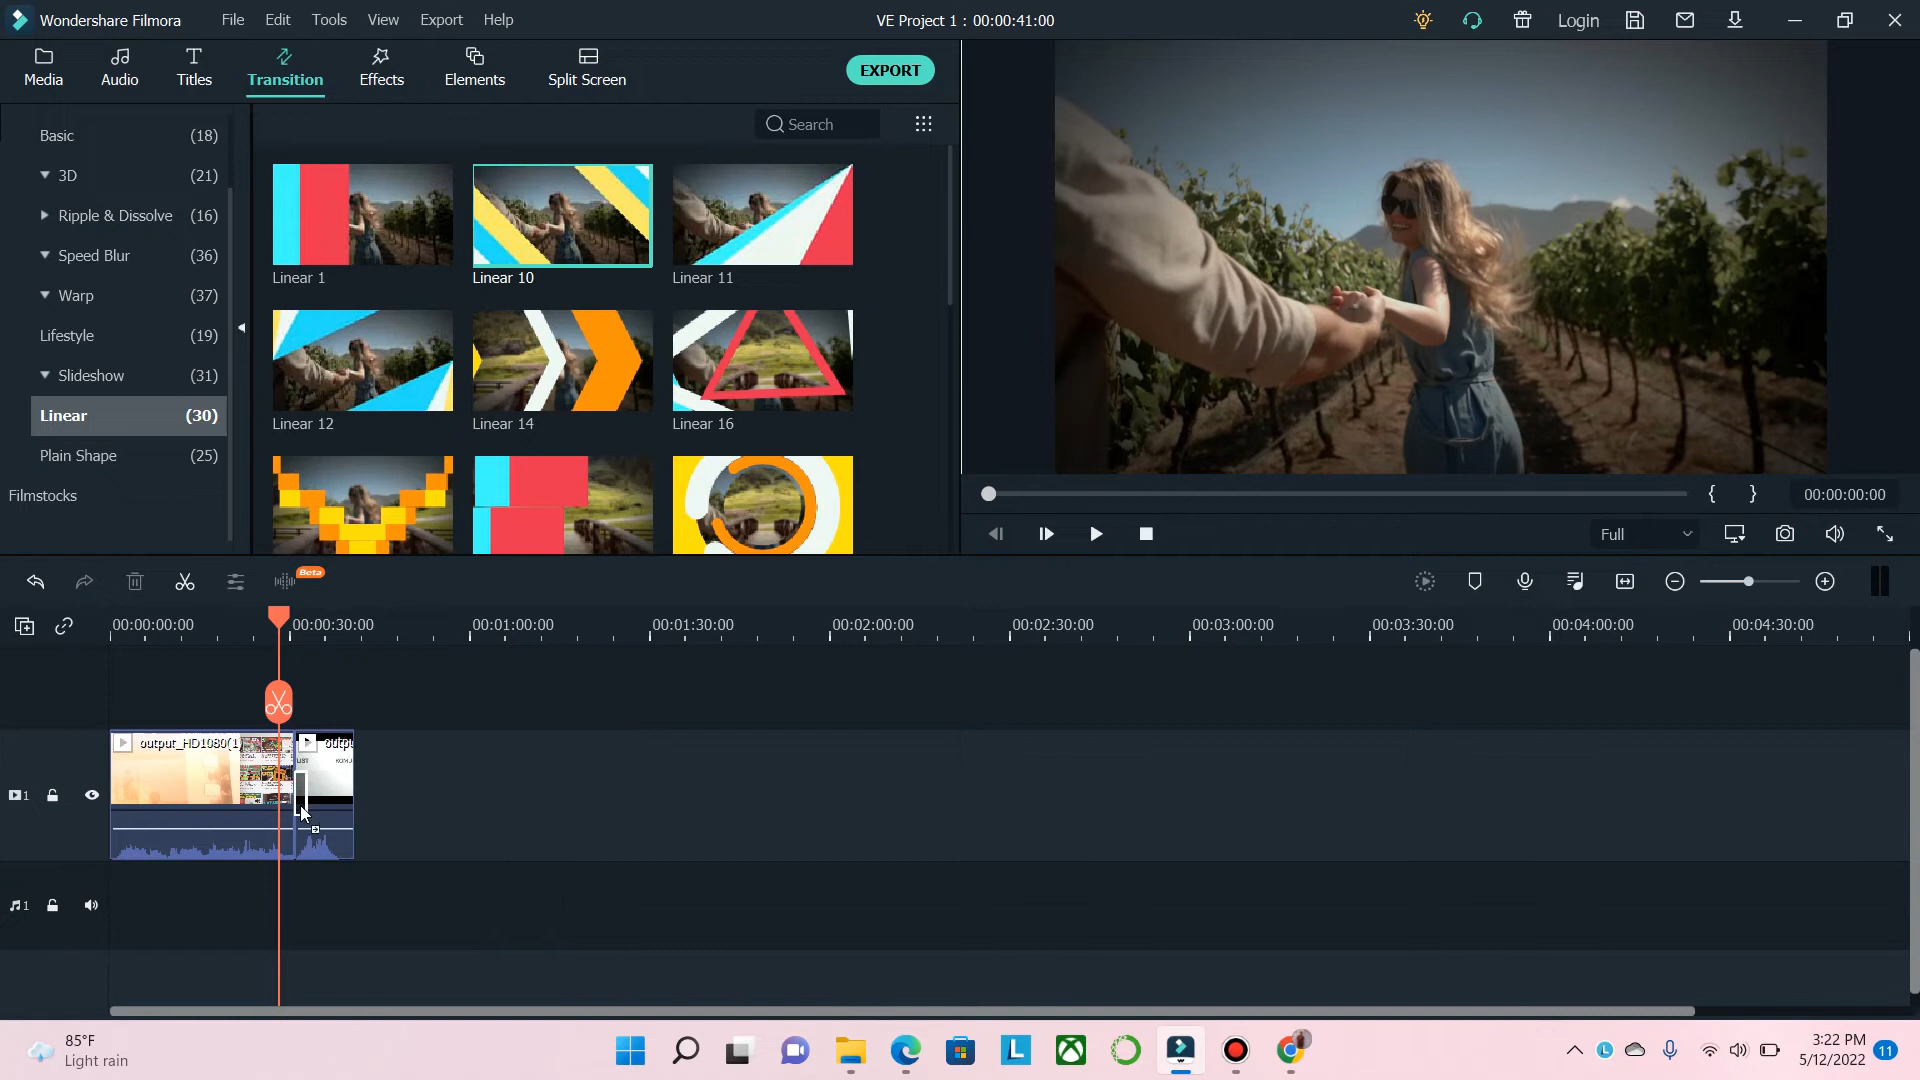 Wondershare Filmora File Edit Tools View Export Help VE Project 1 : 00:00:41:00 Login
Media Audio Titles Transition Effects Elements Split Screen EXPORT
Search
Basic (18)
3D (21)
Ripple & Dissolve (16)
Speed Blur (36)
Warp (37)
Lifestyle (19)
Slideshow (31)
Linear (30)
Plain Shape (25)
Filmstocks
Linear 1 Linear 10 Linear 11
Linear 12 Linear 14 Linear 16
{ } 00:00:00:00
Full
Beta
00:00:00:00 00:00:30:00 00:01:00:00 00:01:30:00 00:02:00:00 00:02:30:00 00:03:00:00 00:03:30:00 00:04:00:00 00:04:30:00
output_HD1080(1)
LIST
1
1
85°F
Light rain
L
L
3:22 PM
5/12/2022
11